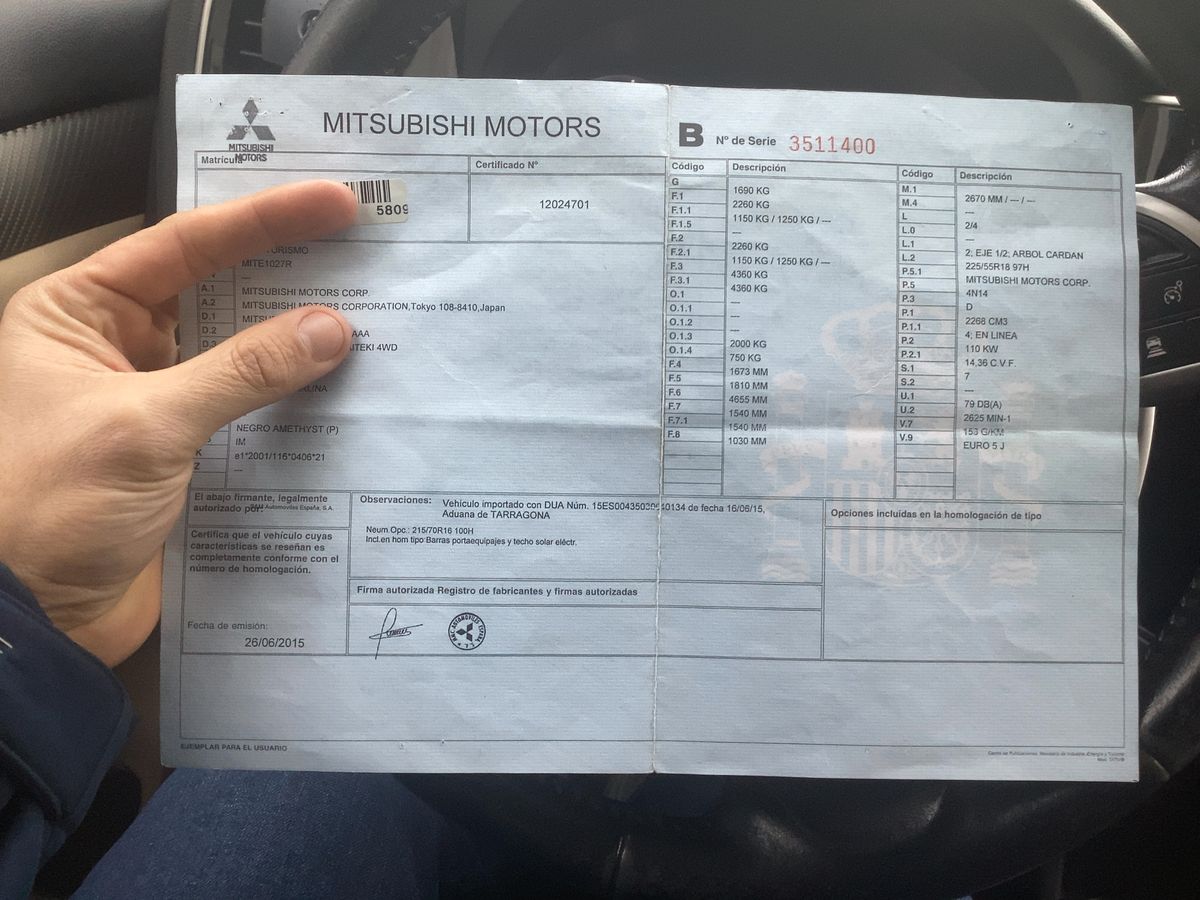 MITSUBISHI
MOTORS
MITSUBISHI MOTORS
B Nº de Serie 3511400
Matrícula
5809
Certificado Nº
12024701
TURISMO
MITE1027R
---
A.1 MITSUBISHI MOTORS CORP.
A.2 MITSUBISHI MOTORS CORPORATION,Tokyo 108-8410,Japan
D.1
D.2 AAA
D.3 4WD
NEGRO AMETHYST (P)
IM
K e1*2001/116*0406*21
Z ---
Código Descripción
G 1690 KG
F.1 2260 KG
F.1.1 1150 KG / 1250 KG / ---
F.1.5 ---
F.2 2260 KG
F.2.1 1150 KG / 1250 KG / ---
F.3 4360 KG
F.3.1 4360 KG
O.1 ---
O.1.1 ---
O.1.2 ---
O.1.3 2000 KG
O.1.4 750 KG
F.4 1673 MM
F.5 1810 MM
F.6 4655 MM
F.7 1540 MM
F.7.1 1540 MM
F.8 1030 MM
Código Descripción
M.1 2670 MM / --- / ---
M.4 ---
L 2/4
L.0
L.1 2; EJE 1/2; ARBOL CARDAN
L.2 225/55R18 97H
P.5.1 MITSUBISHI MOTORS CORP.
P.5 4N14
P.3 D
P.1 2268 CM3
P.1.1 4; EN LINEA
P.2 110 KW
P.2.1 14,36 C.V.F.
S.1 7
S.2 ---
U.1 79 DB(A)
U.2 2625 MIN-1
V.7 153 G/KM
V.9 EURO 5 J
El abajo firmante, legalmente
autorizado por:
Automoviles España, S.A.
Certifica que el vehículo cuyas
características se reseñan es
completamente conforme con el
número de homologación.
Fecha de emisión:
26/06/2015
Observaciones: Vehículo importado con DUA Núm. de fecha 16/06/15,
Aduana de TARRAGONA
Neum.Opc.: 215/70R16 100H
Incl.en hom tipo:Barras portaequipajes y techo solar eléctr.
Firma autorizada Registro de fabricantes y firmas autorizadas
Opciones incluidas en la homologación de tipo
EJEMPLAR PARA EL USUARIO